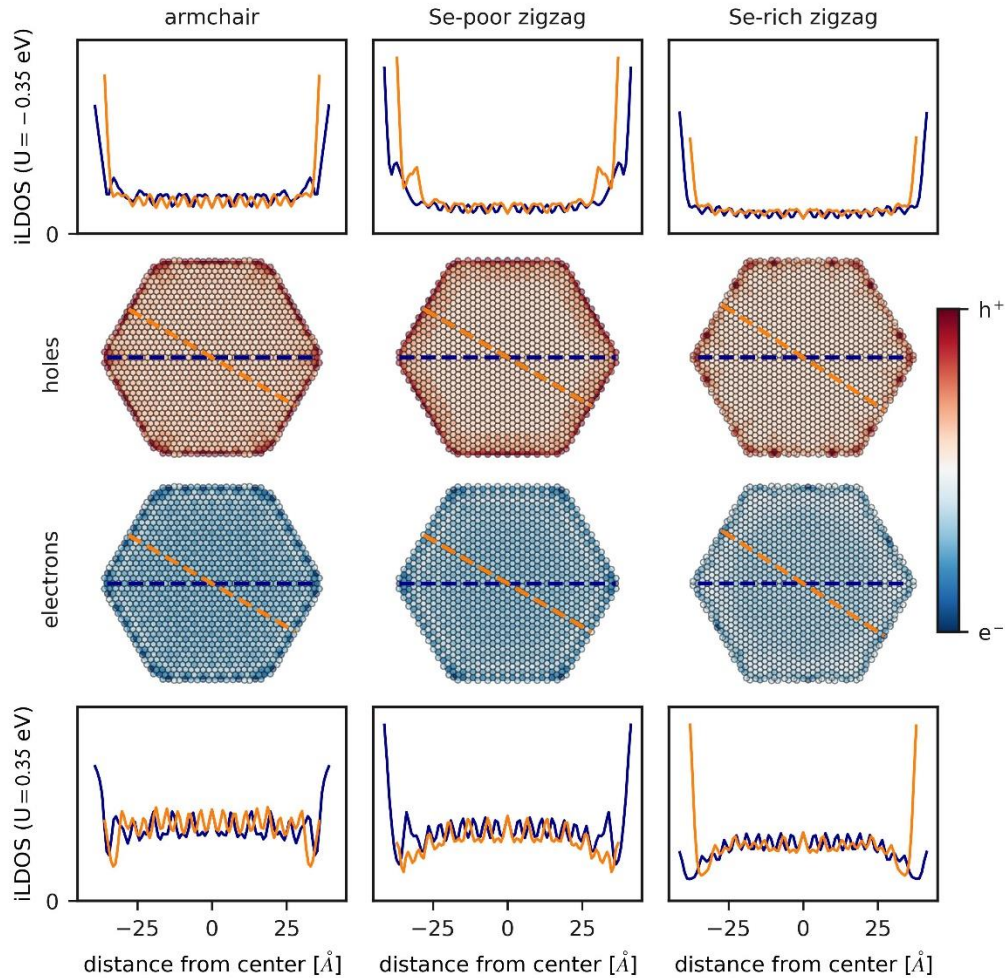 armchair
Se-poor zigzag
Se-rich zigzag
iLDOS (U = −0.35 eV)
0
holes
h⁺
electrons
e⁻
iLDOS (U = 0.35 eV)
0
−25 0 25
−25 0 25
−25 0 25
distance from center [Å]
distance from center [Å]
distance from center [Å]